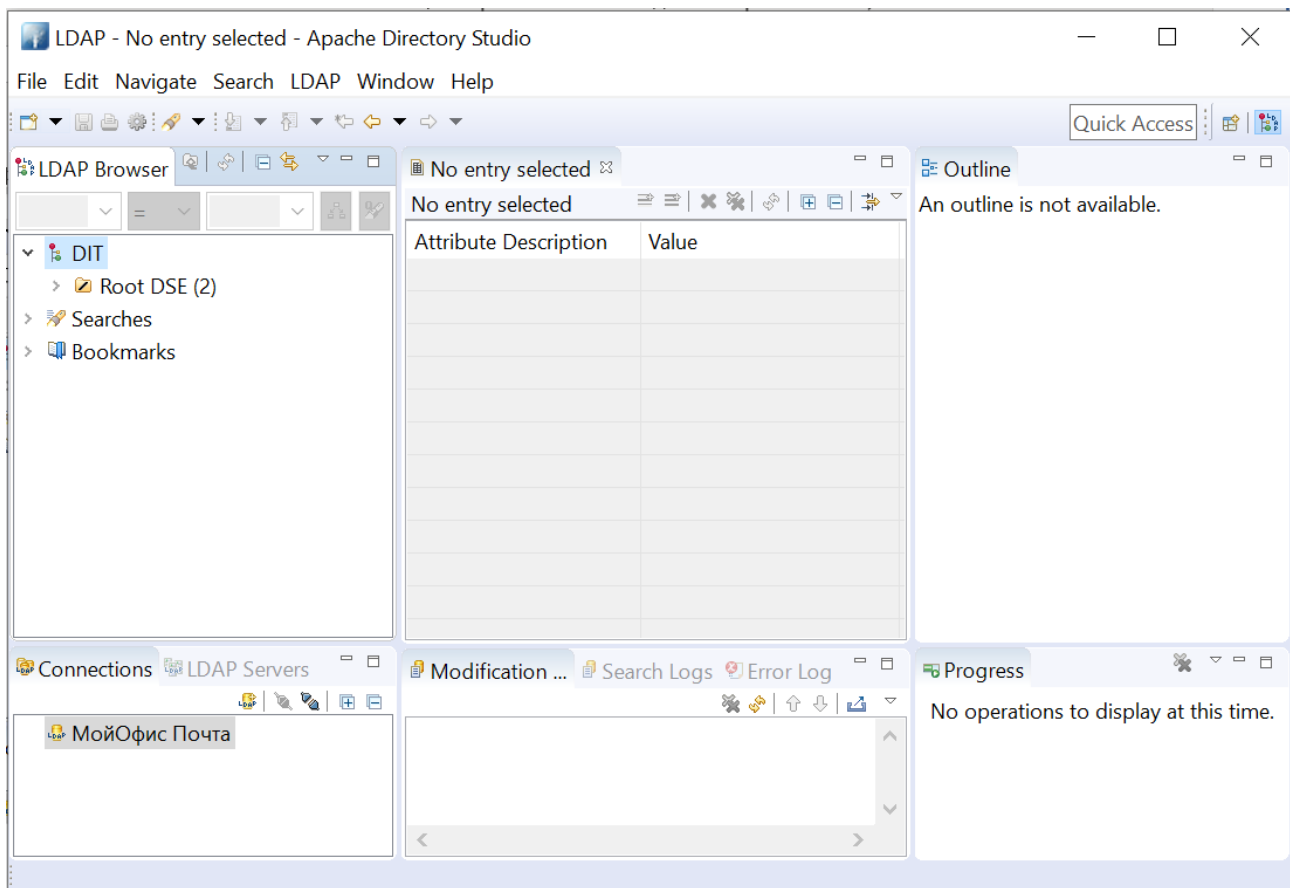 LDAP - No entry selected - Apache Directory Studio
File Edit Navigate Search LDAP Window Help
Quick Access
LDAP Browser
=
DIT
Root DSE (2)
Searches
Bookmarks
No entry selected
No entry selected
Attribute Description Value
Outline
An outline is not available.
Connections LDAP Servers
МойОфис Почта
Modification ... Search Logs Error Log
Progress
No operations to display at this time.